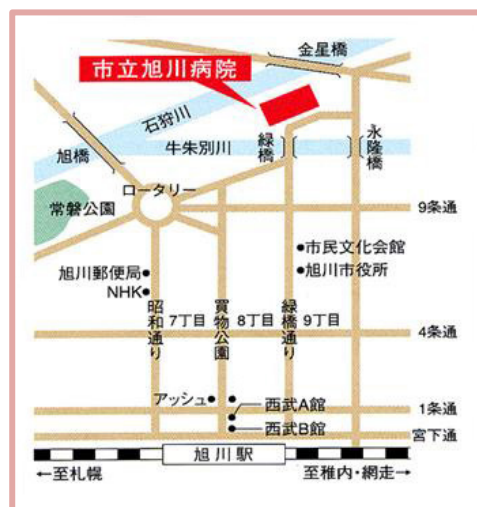 金星橋
市立旭川病院
石狩川
旭橋
牛朱別川
緑橋
永隆橋
ロータリー
常磐公園
9条通
市民文化会館
旭川郵便局
旭川市役所
NHK
昭和通り
7丁目
買物公園
8丁目
緑橋通り
9丁目
4条通
アッシュ
西武A館
1条通
西武B館
宮下通
旭川駅
←至札幌
至稚内・網走→